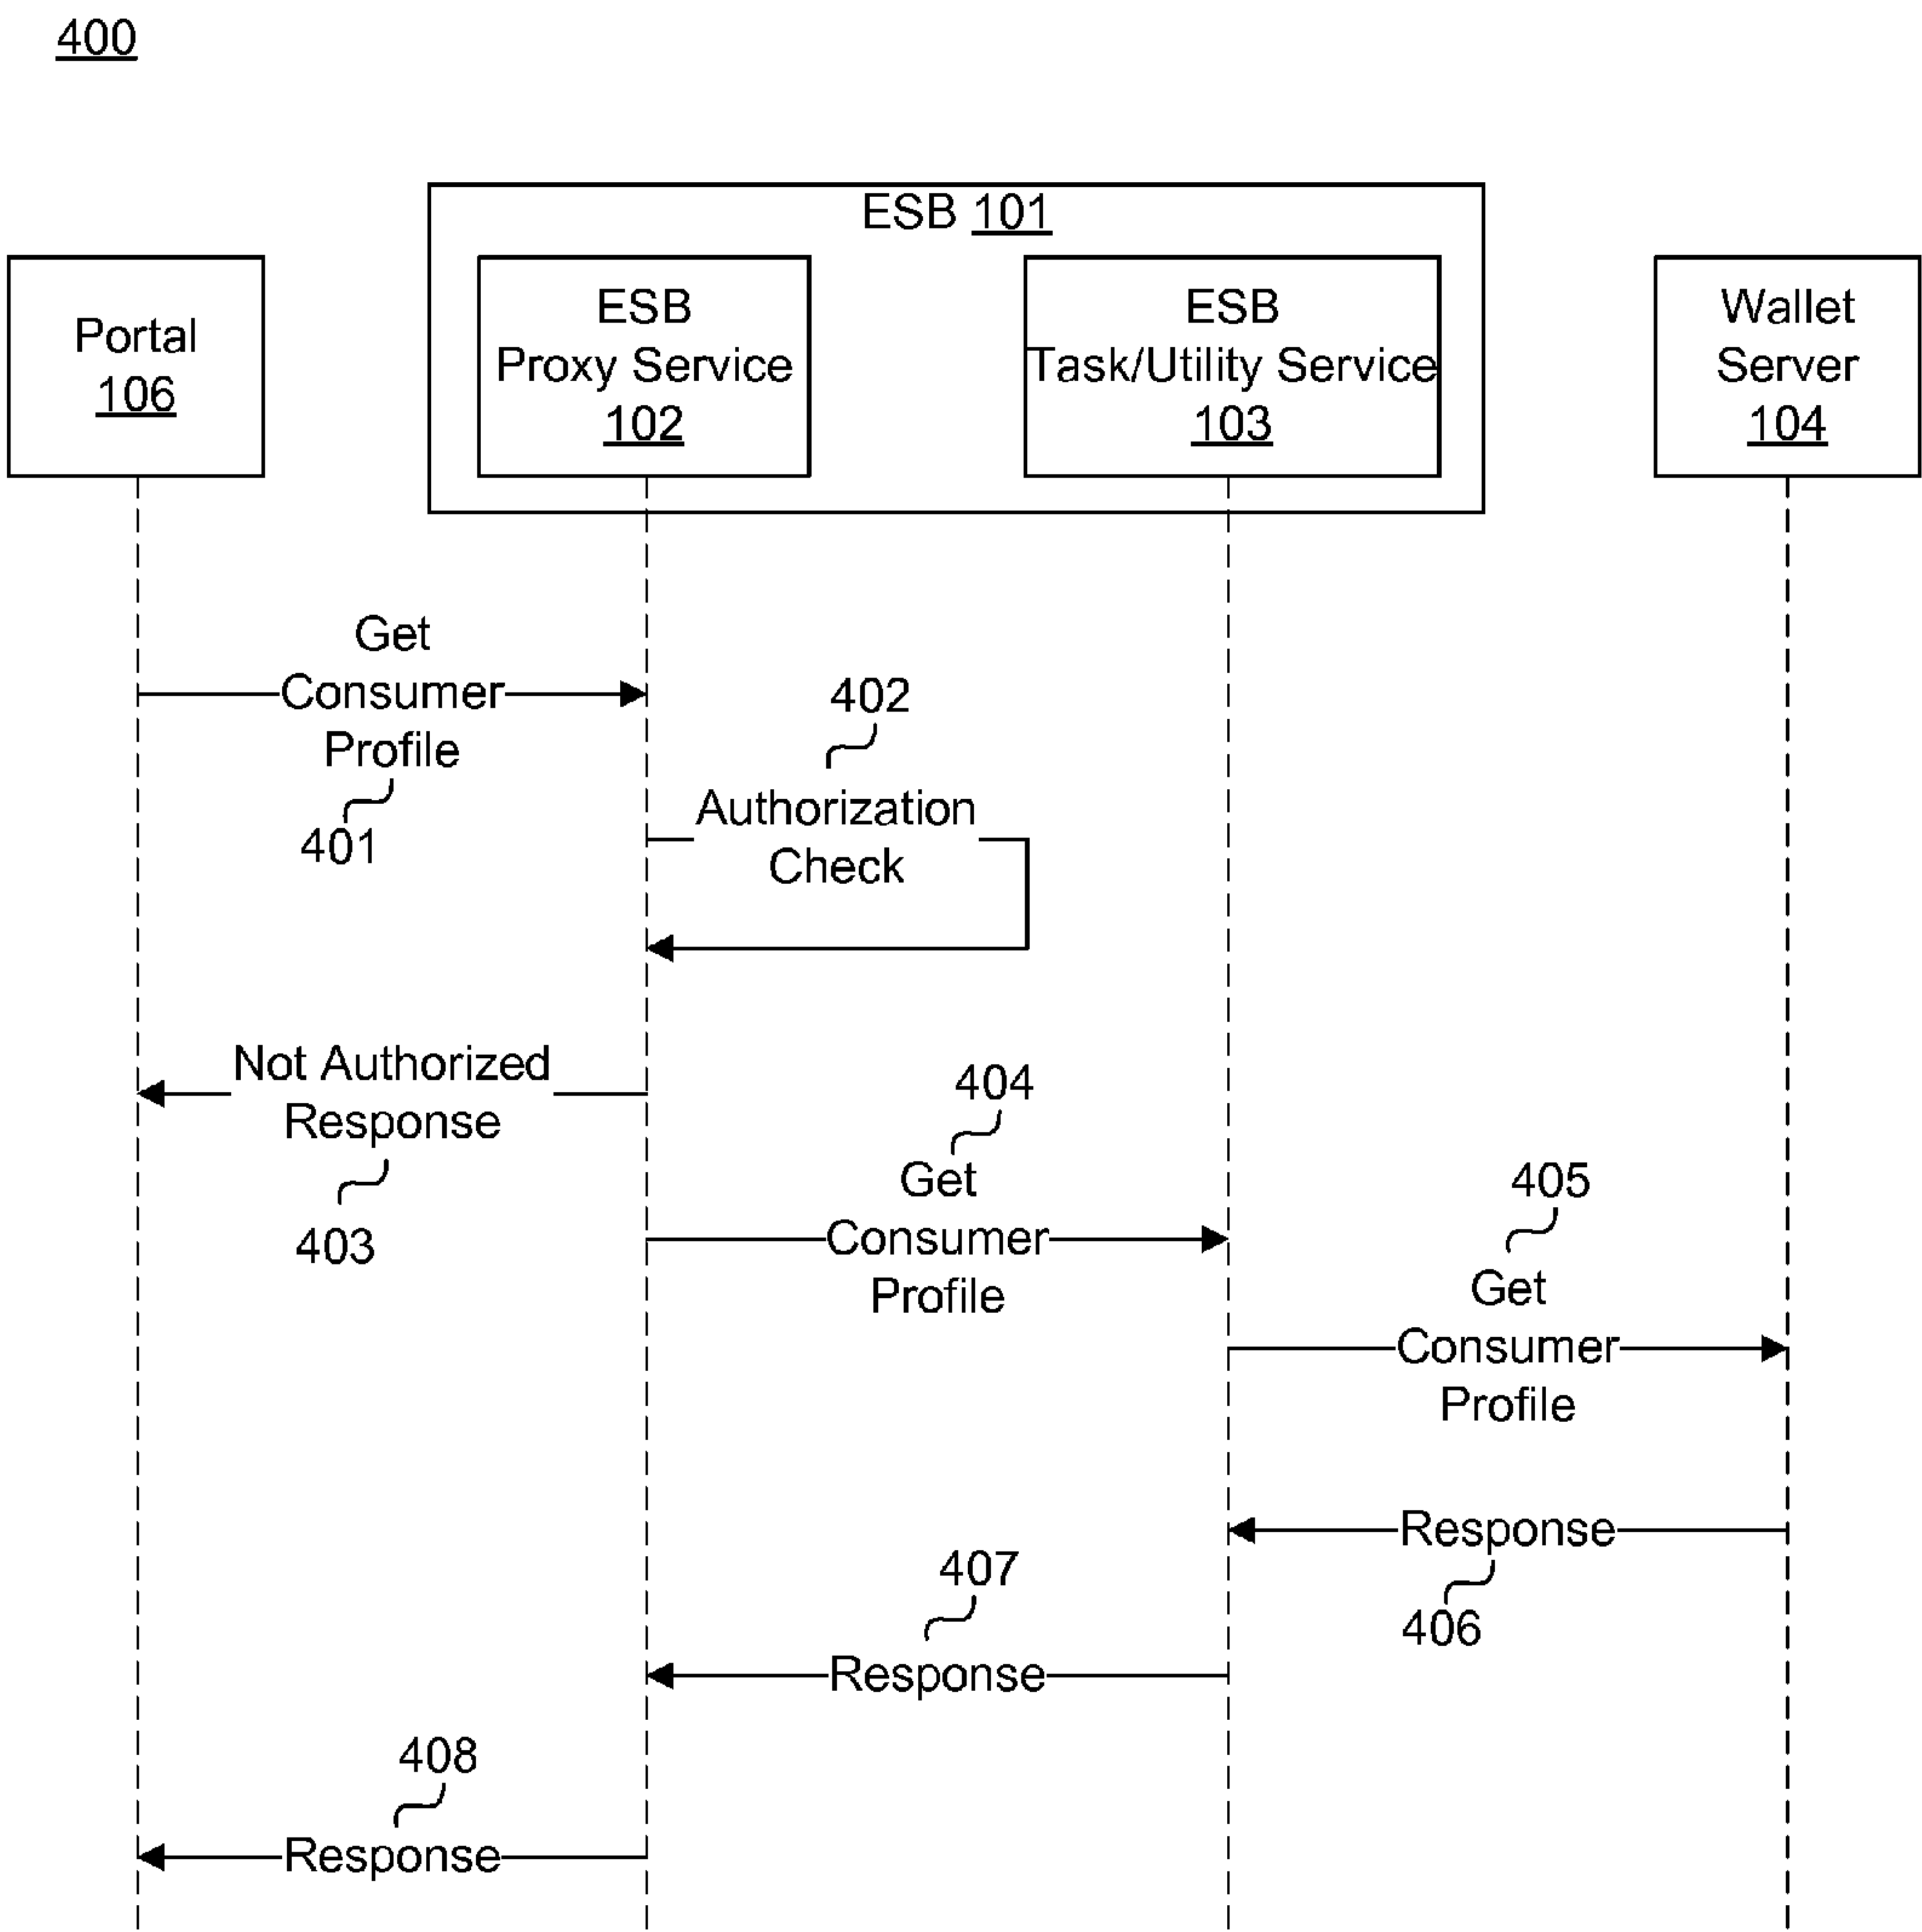 400
ESB 101
Portal
106
ESB
Proxy Service
102
ESB
Task/Utility Service
103
Wallet
Server
104
Get
Consumer
Profile
401
402
Authorization
Check
Not Authorized
Response
403
404
Get
Consumer
Profile
405
Get
Consumer
Profile
Response
406
407
Response
408
Response